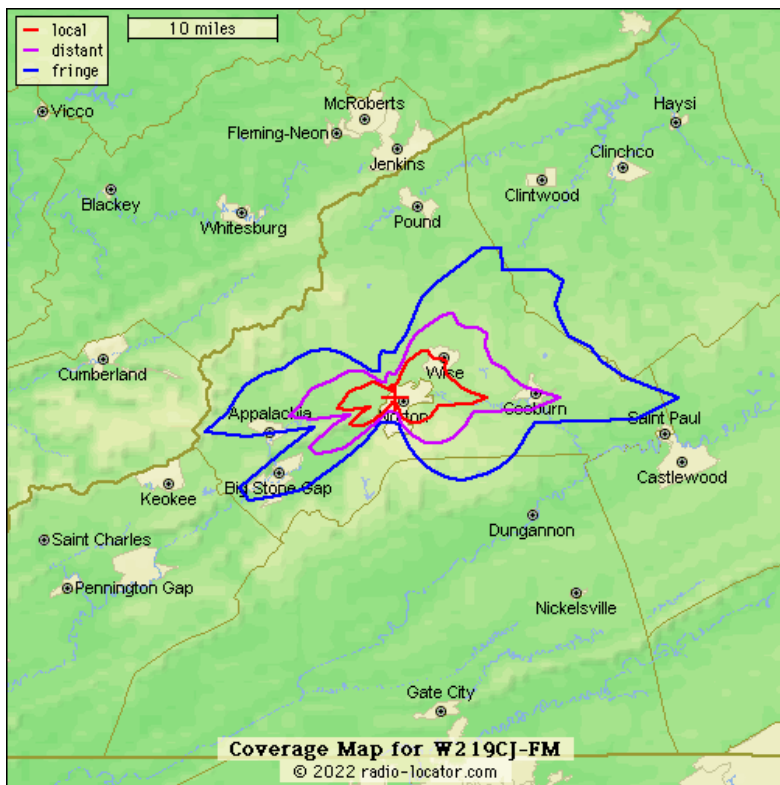 local
distant
fringe
10 miles
Vicco
McRoberts
Haysi
Fleming-Neon
Jenkins
Clinchco
Clintwood
Blackey
Whitesburg
Pound
Cumberland
Wise
Norton
Coeburn
Appalachia
Saint Paul
Castlewood
Big Stone Gap
Keokee
Dungannon
Saint Charles
Pennington Gap
Nickelsville
Gate City
Coverage Map for W219CJ-FM
© 2022 radio-locator.com